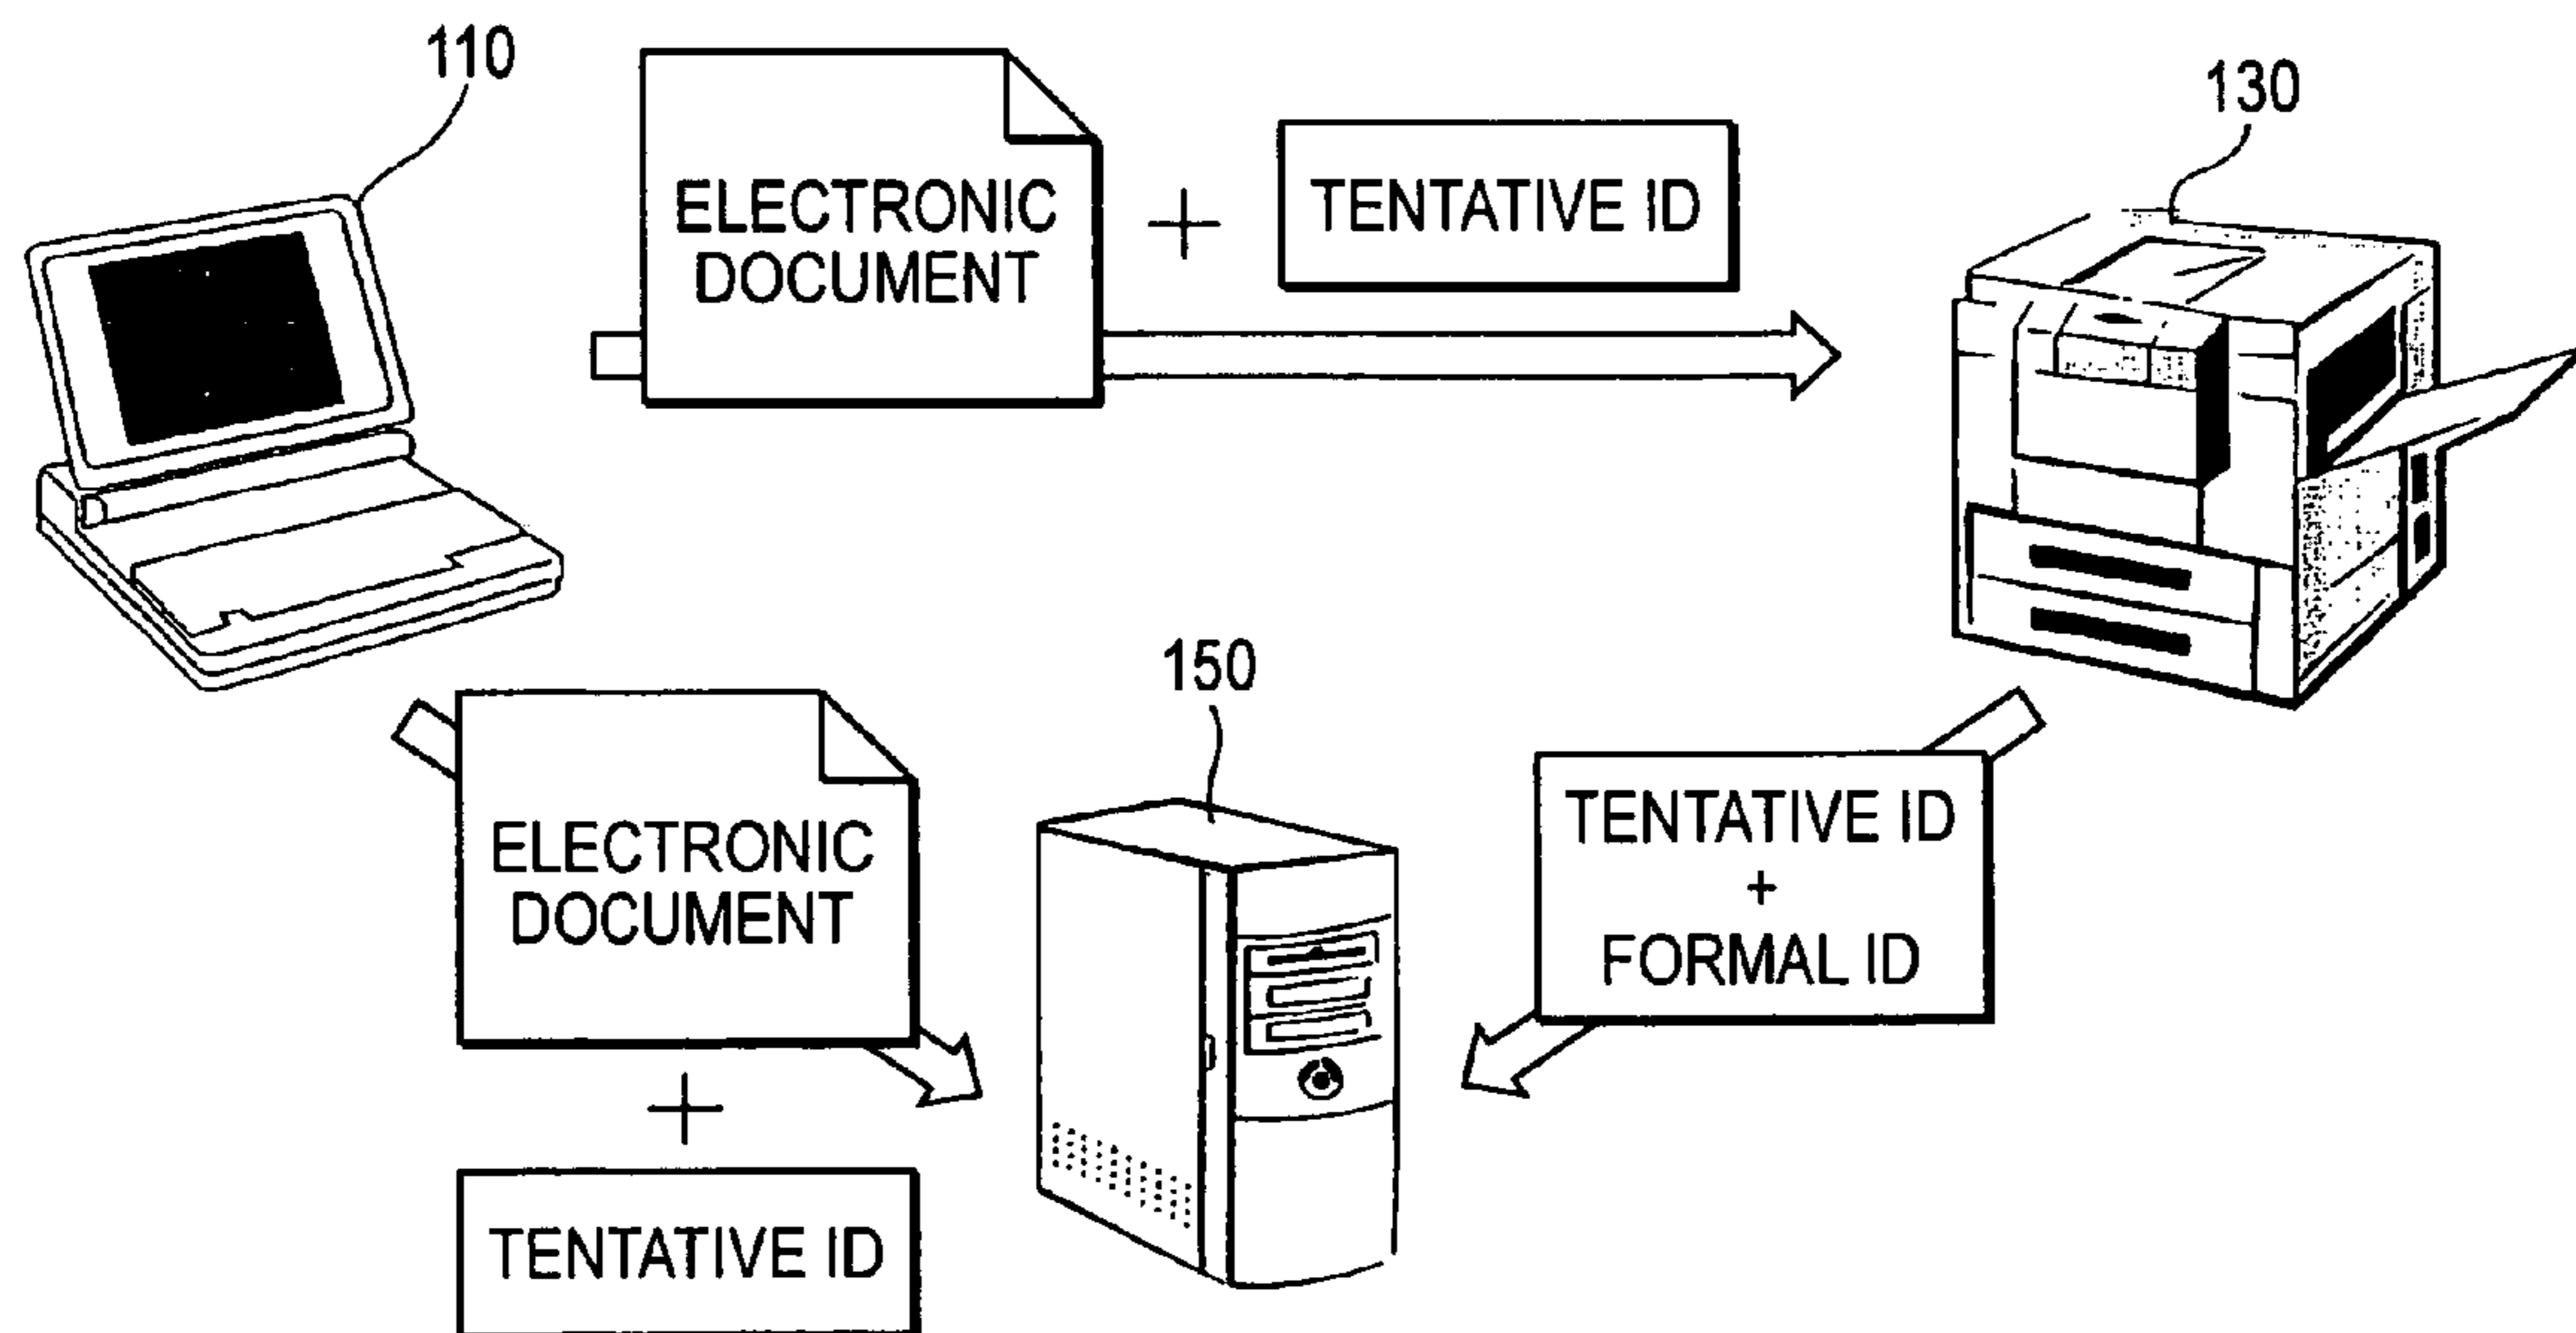 110
ELECTRONIC
DOCUMENT
+
TENTATIVE ID
130
150
ELECTRONIC
DOCUMENT
+
TENTATIVE ID
TENTATIVE ID
+
FORMAL ID